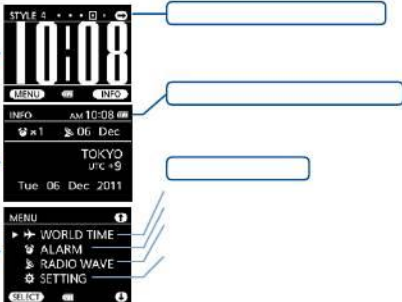 STYLE 4
10:08
MENU INFO
INFO AM 10:08
×1 06 Dec
TOKYO
UTC +9
Tue 06 Dec 2011
MENU
WORLD TIME
ALARM
RADIO WAVE
SETTING
SELECT